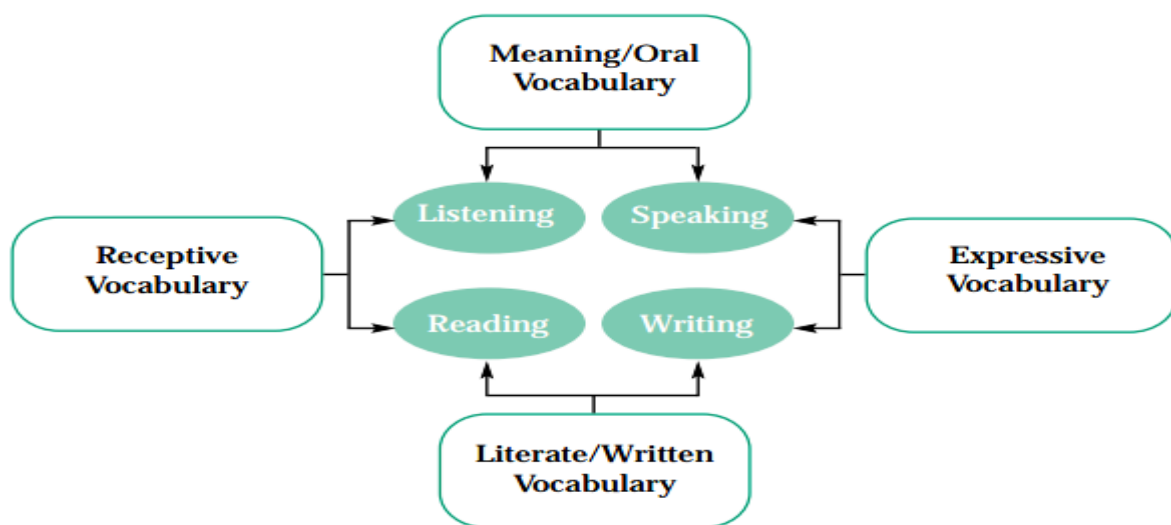 Meaning/Oral
Vocabulary
Listening
Speaking
Receptive
Vocabulary
Expressive
Vocabulary
Reading
Writing
Literate/Written
Vocabulary